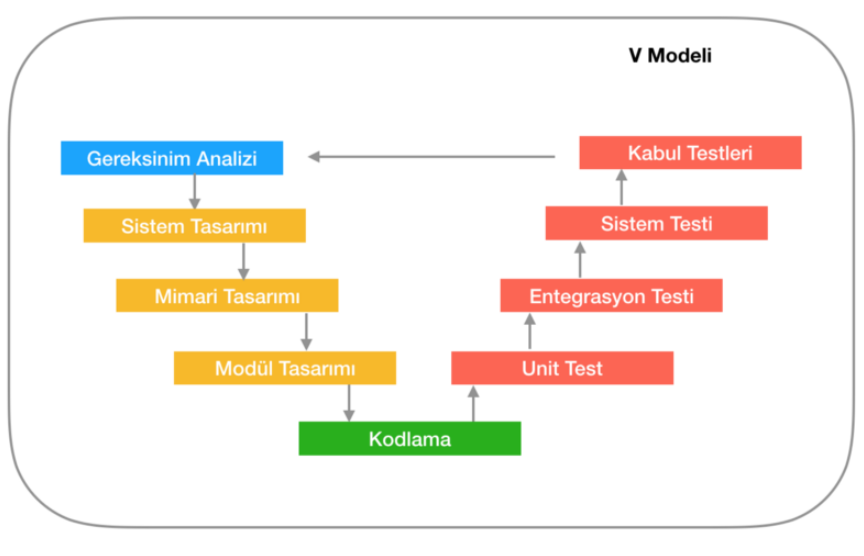 V Modeli
Gereksinim Analizi
Kabul Testleri
Sistem Tasarımı
Sistem Testi
Mimari Tasarımı
Entegrasyon Testi
Modül Tasarımı
Unit Test
Kodlama